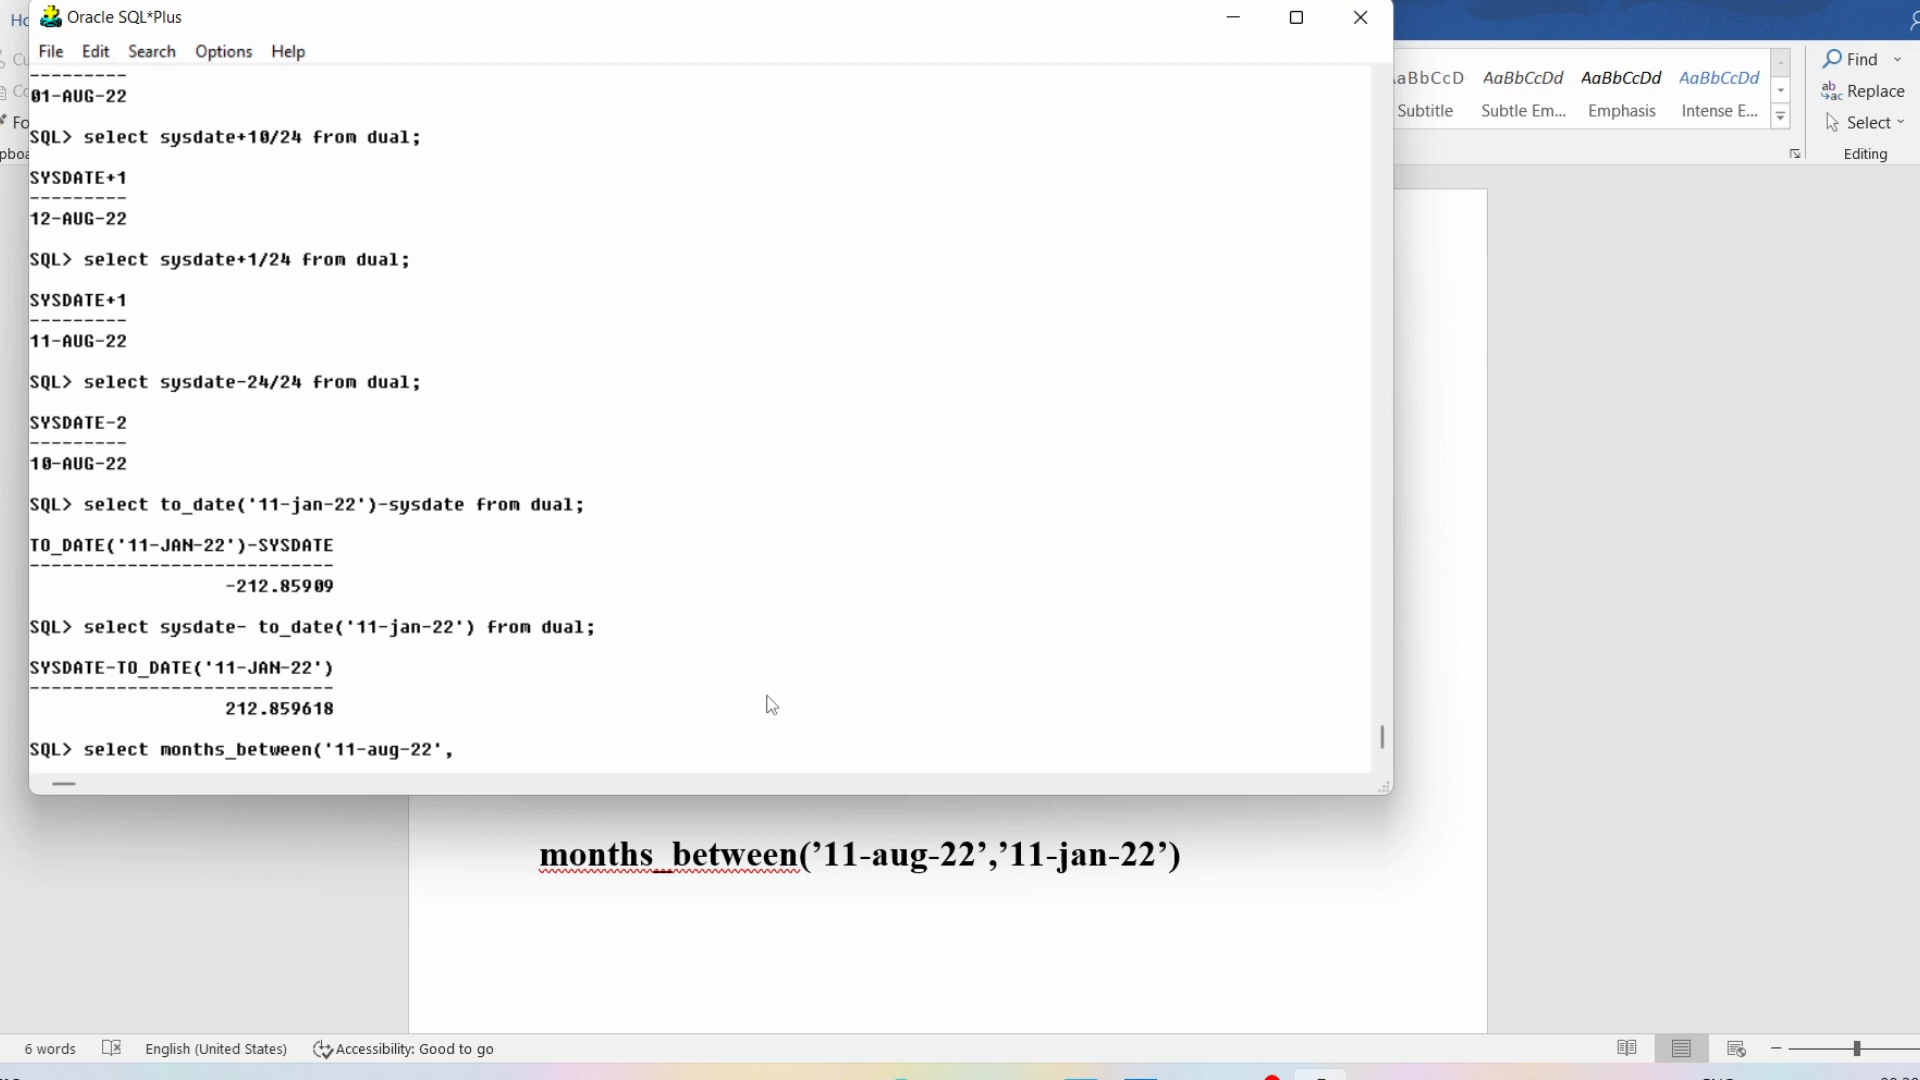 Oracle SQL*Plus
File Edit Search Options Help
01-AUG-22
SQL> select sysdate+10/24 from dual;
SYSDATE+1
---------
12-AUG-22
SQL> select sysdate+1/24 from dual;
SYSDATE+1
---------
11-AUG-22
SQL> select sysdate-24/24 from dual;
SYSDATE-2
---------
10-AUG-22
SQL> select to_date('11-jan-22')-sysdate from dual;
TO_DATE('11-JAN-22')-SYSDATE
----------------------------
-212.85909
SQL> select sysdate- to_date('11-jan-22') from dual;
SYSDATE-TO_DATE('11-JAN-22')
----------------------------
212.859618
SQL> select months_between('11-aug-22',
aBbCcD AaBbCcDd AaBbCcDd AaBbCcDd
Subtitle Subtle Em... Emphasis Intense E...
Find
Replace
Select
Editing
months_between(’11-aug-22’,’11-jan-22’)
6 words English (United States) Accessibility: Good to go